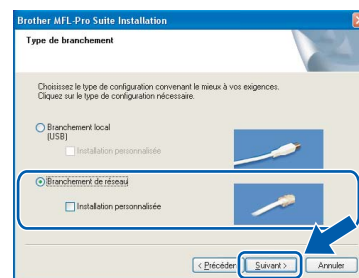 Brother MFL-Pro Suite Installation
Type de branchement
Choisissez le type de configuration convenant le mieux à vos exigences.
Cliquez sur le type de configuration nécessaire.
Branchement local
(USB)
Installation personnalisée
Branchement de réseau
Installation personnalisée
< Précéden
Suivant >
Annuler